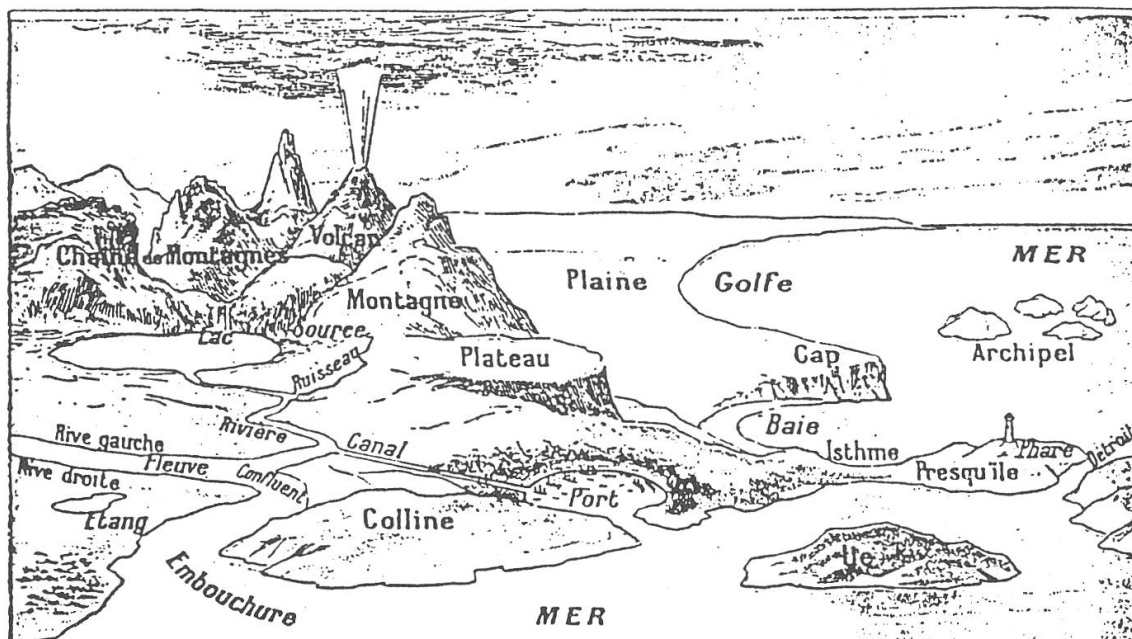 MER
Volcan
Chaîne de Montagnes
Plaine
Golfe
Montagne
Source
Lac
Archipel
Plateau
Cap
Ruisseau
Rivière
Baie
Rive gauche
Canal
Isthme
Phare
Détroit
Fleuve
Presqu'île
Rive droite
Confluent
Port
Etang
Colline
Ile
Embouchure
MER